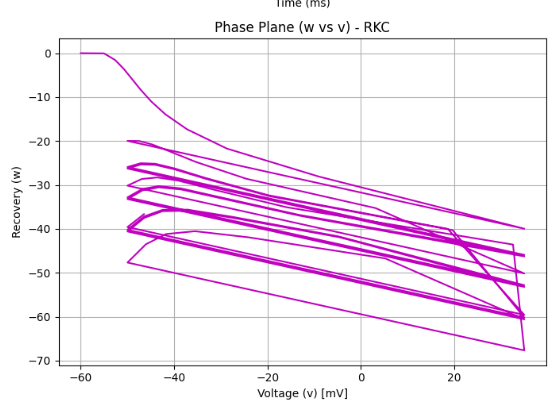 Time (ms)
Phase Plane (w vs v) - RKC
0
−10
−20
−30
−40
−50
−60
−70
Recovery (w)
−60 −40 −20 0 20
Voltage (v) [mV]